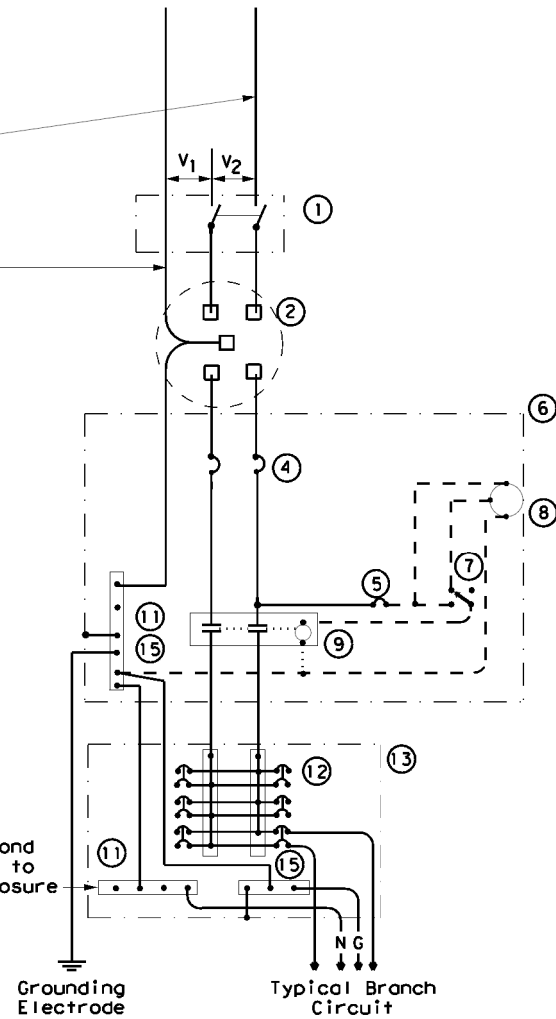 V1
V2
1
2
6
4
8
7
5
11
15
9
13
12
ond
to
osure
11
15
N G
Grounding
Electrode
Typical Branch
Circuit